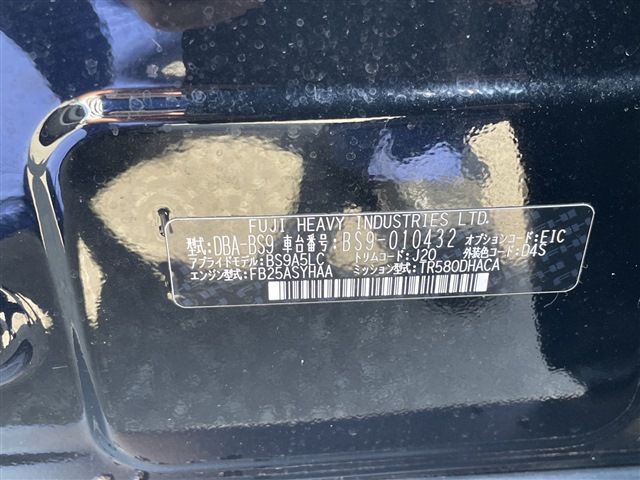 FUJI HEAVY INDUSTRIES LTD.
型式:DBA-BS9 車台番号:BS9-010432 オプションコード:EIC
アプライドモデル:BS9A5LC トリムコード:J20 外装色コード:D4S
エンジン型式:FB25ASYHAA ミッション型式:TR580DHACA